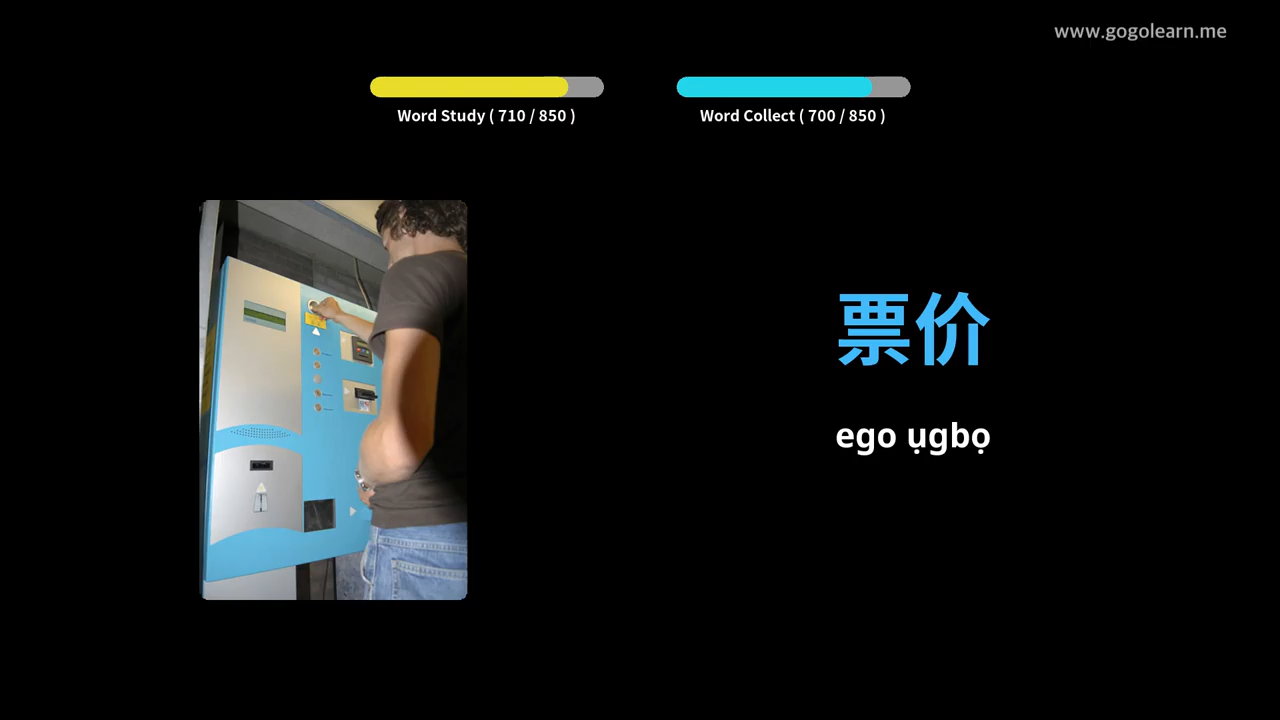 www.gogolearn.me
Word Study ( 710 / 850 )
Word Collect ( 700 / 850 )
票价
ego ụgbọ